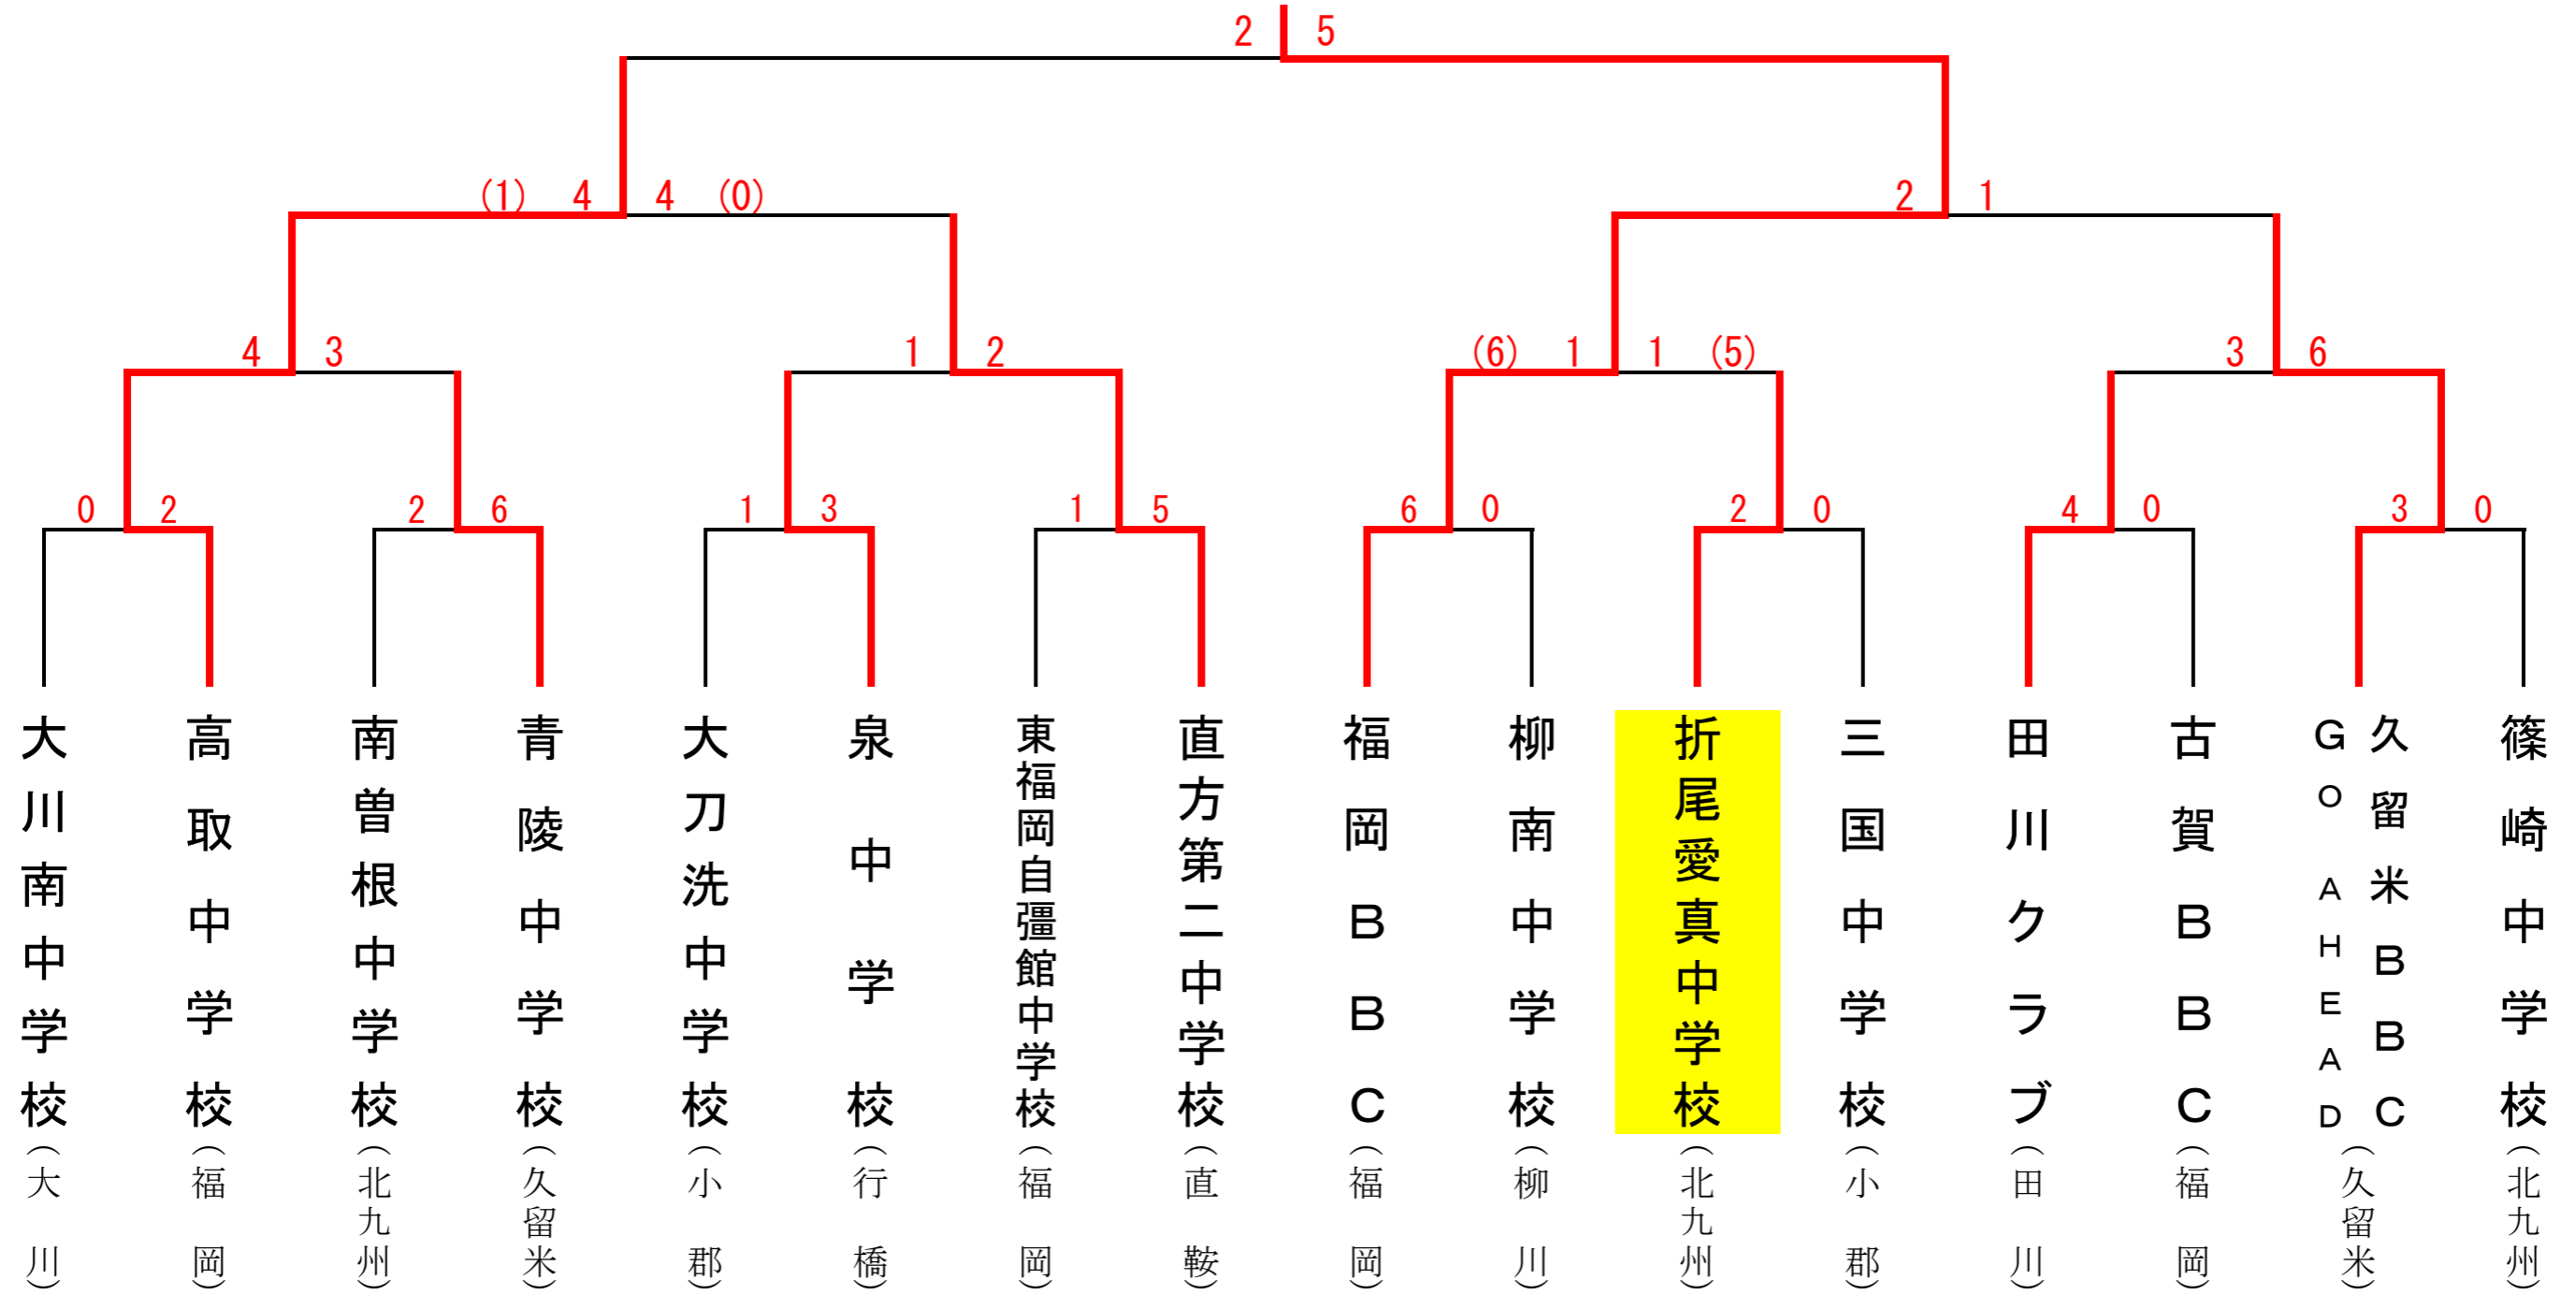 2 5
(1) 4 4 (0)
2 1
4 3
1 2
(6) 1 1 (5)
3 6
0 2
2 6
1 3
1 5
6 0
2 0
4 0
3 0
大川南中学校(大川)
高取中学校(福岡)
南曽根中学校(北九州)
青陵中学校(久留米)
大刀洗中学校(小郡)
泉中学校(行橋)
東福岡自彊館中学校(福岡)
直方第二中学校(直鞍)
福岡BBC(福岡)
柳南中学校(柳川)
折尾愛真中学校(北九州)
三国中学校(小郡)
田川クラブ(田川)
古賀BBC(福岡)
久留米BBC
GO AHEAD
(久留米)
篠崎中学校(北九州)